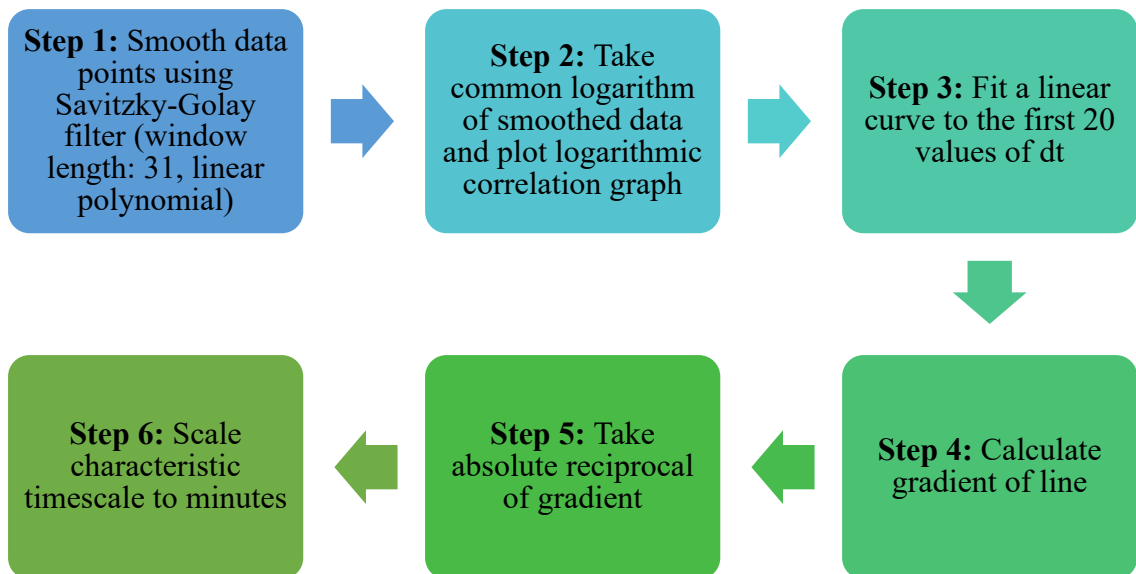 Step 1: Smooth data
points using
Savitzky-Golay
filter (window
length: 31, linear
polynomial)
Step 2: Take
common logarithm
of smoothed data
and plot logarithmic
correlation graph
Step 3: Fit a linear
curve to the first 20
values of dt
Step 4: Calculate
gradient of line
Step 5: Take
absolute reciprocal
of gradient
Step 6: Scale
characteristic
timescale to minutes